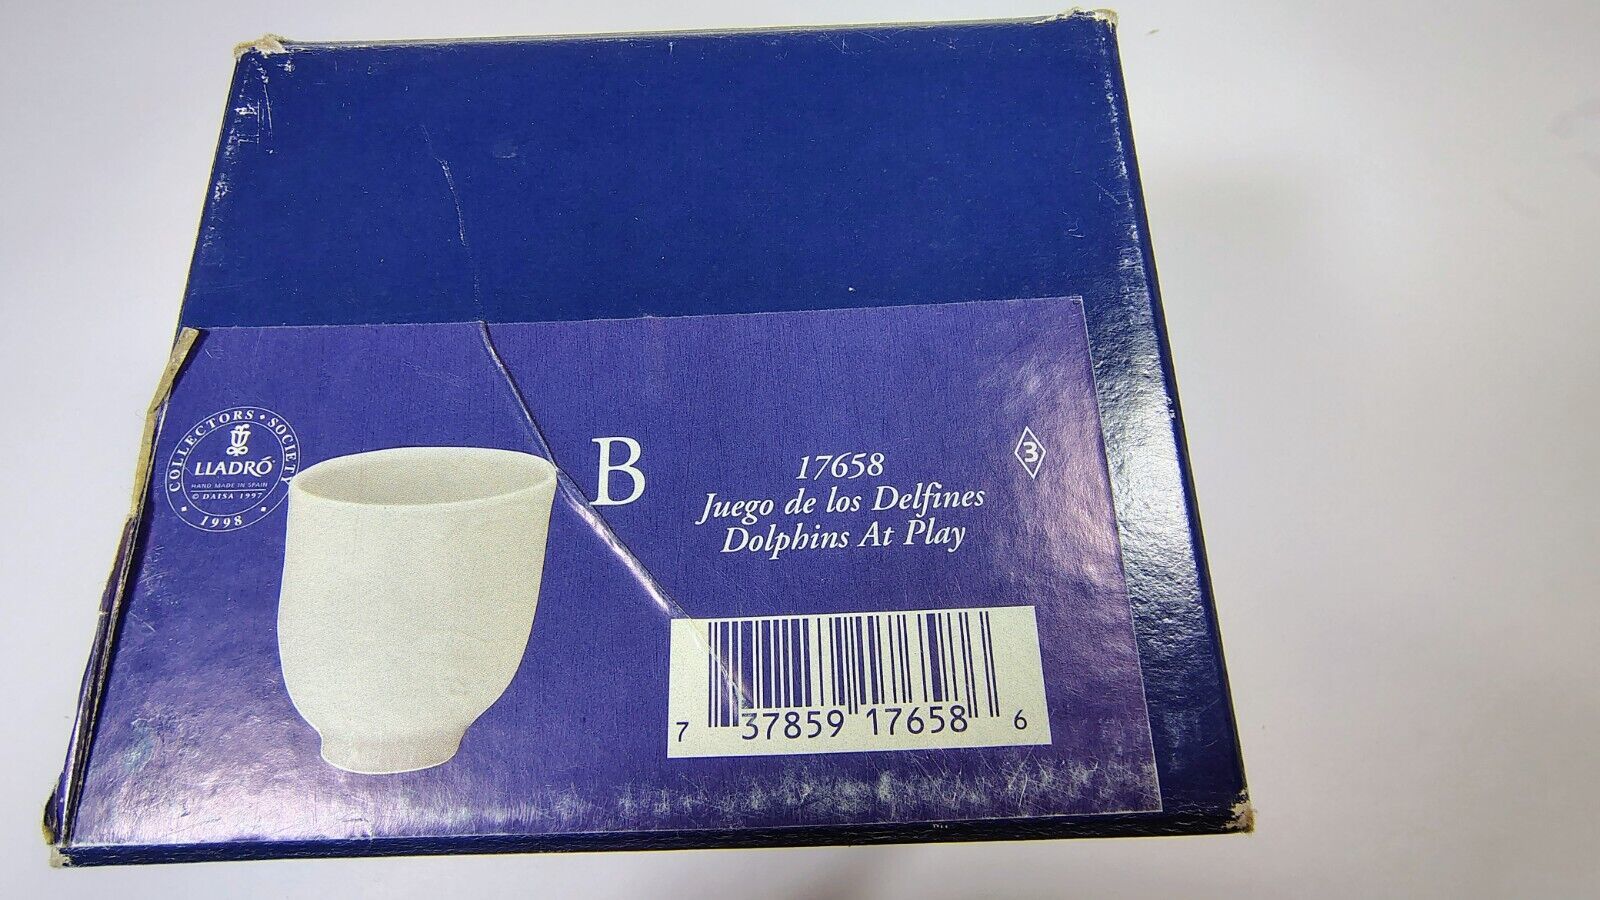 COLLECTORS • SOCIETY
LLADRÓ
HAND MADE IN SPAIN
© DAISA 1997
• 1998 •
B
17658
Juego de los Delfines
Dolphins At Play
3
7 37859 17658 6